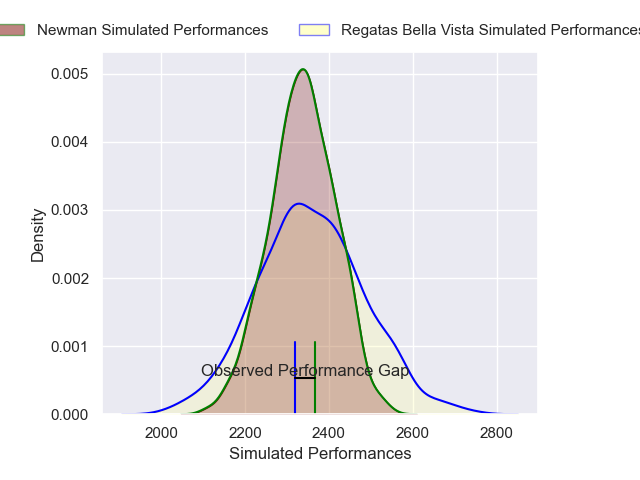 Newman Simulated Performances
Regatas Bella Vista Simulated Performances
0.005
0.004
0.003
0.002
0.001
0.000
Density
Observed Performance Gap
2000 2200 2400 2600 2800
Simulated Performances